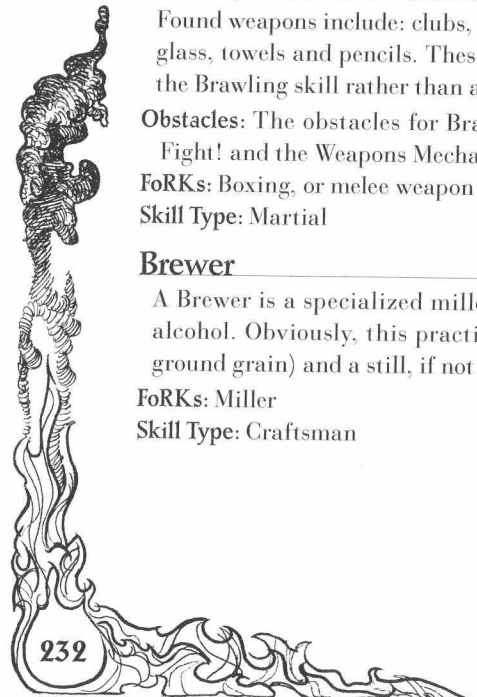 Found weapons include: clubs,
glass, towels and pencils. Thes
the Brawling skill rather than a
Obstacles: The obstacles for Bra
Fight! and the Weapons Mecha
FoRKs: Boxing, or melee weapon
Skill Type: Martial
Brewer
A Brewer is a specialized mille
alcohol. Obviously, this practi
ground grain) and a still, if not
FoRKs: Miller
Skill Type: Craftsman
232